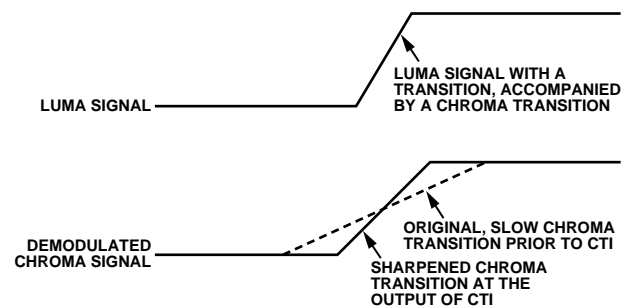 LUMA SIGNAL WITH A
TRANSITION, ACCOMPANIED
BY A CHROMA TRANSITION
LUMA SIGNAL
ORIGINAL, SLOW CHROMA
TRANSITION PRIOR TO CTI
DEMODULATED
CHROMA SIGNAL
SHARPENED CHROMA
TRANSITION AT THE
OUTPUT OF CTI